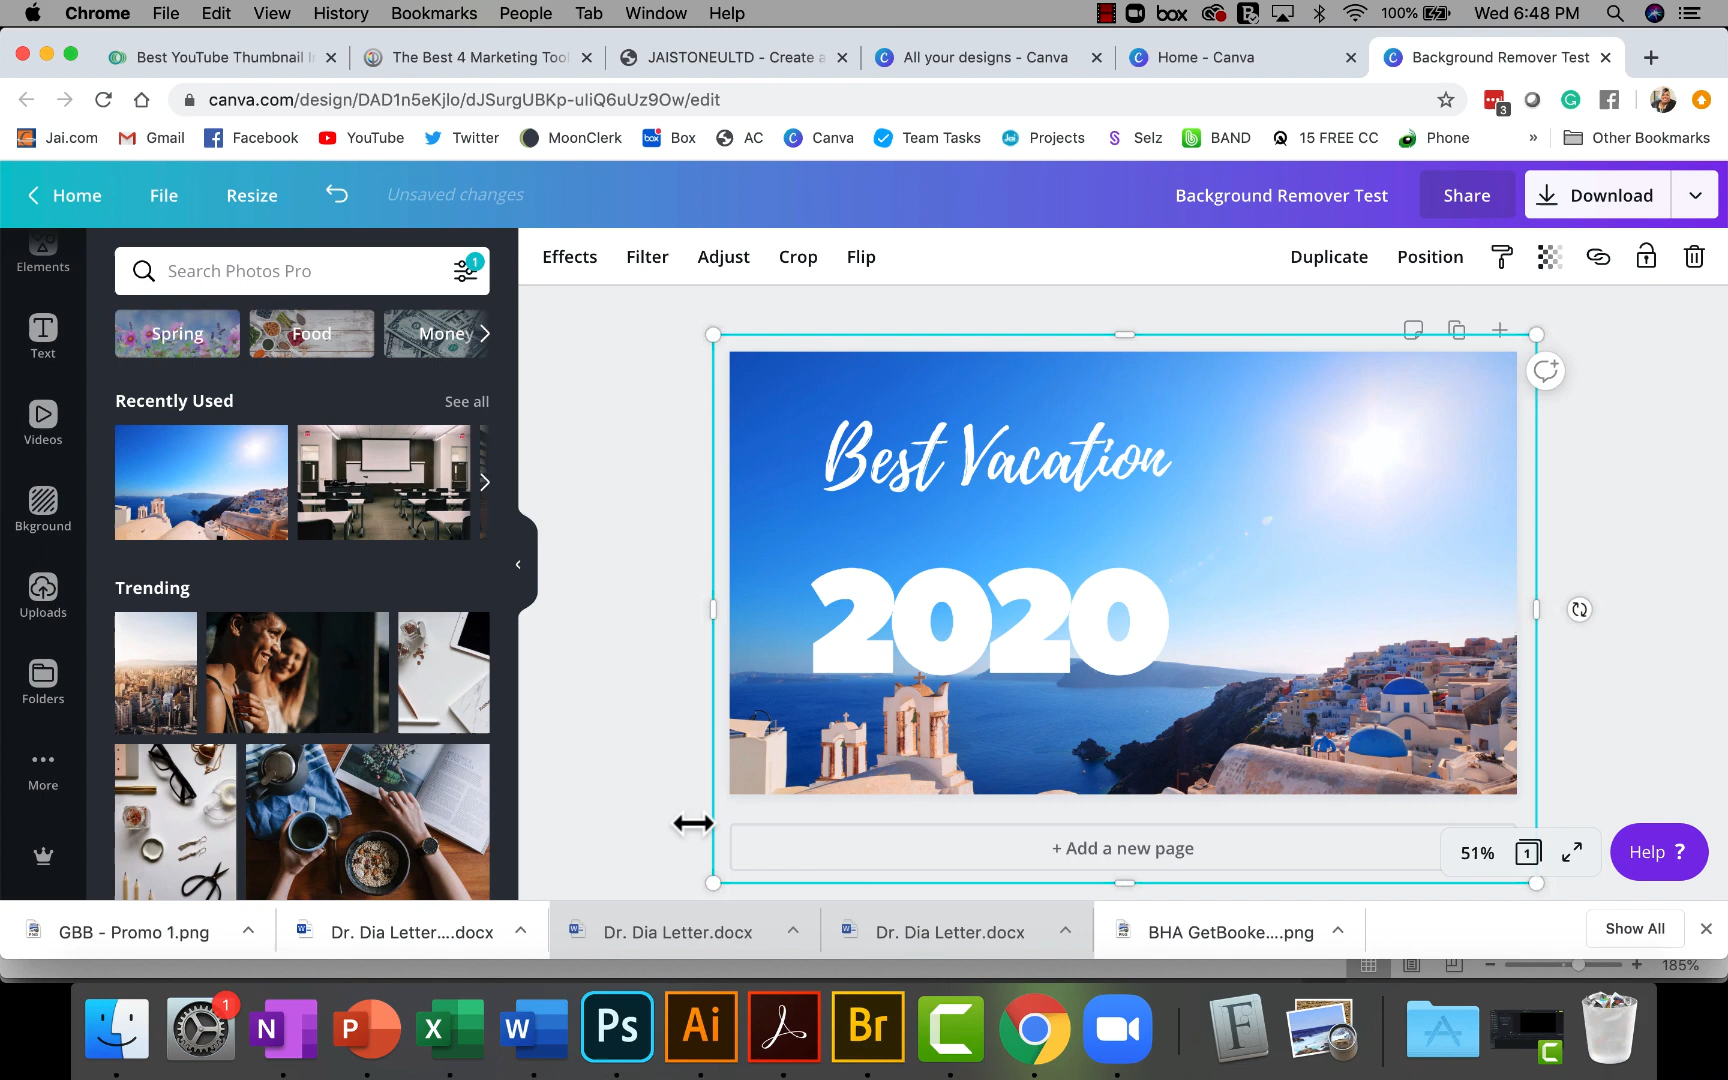 Chrome File Edit View History Bookmarks People Tab Window Help box 100% Wed 6:48 PM
Best YouTube Thumbnail I The Best 4 Marketing Tool JAISTONEULTD - Create a All your designs - Canva Home - Canva Background Remover Test
canva.com/design/DAD1n5eKjlo/dJSurgUBKp-uliQ6uUz9Ow/edit 3
Jai.com Gmail Facebook YouTube Twitter MoonClerk Box AC Canva Team Tasks Projects Selz BAND 15 FREE CC Phone » Other Bookmarks
Home File Resize Unsaved changes Background Remover Test Share Download
Elements
Text
Videos
Bkground
Uploads
Folders
More
Search Photos Pro 1
Spring Food Money
Recently Used See all
Trending
Effects Filter Adjust Crop Flip Duplicate Position
Best Vacation
2020
+ Add a new page
51% 1 Help ?
GBB - Promo 1.png Dr. Dia Letter....docx Dr. Dia Letter.docx Dr. Dia Letter.docx BHA GetBooke....png Show All
185%
1 N P X W Ps Ai Br C F C